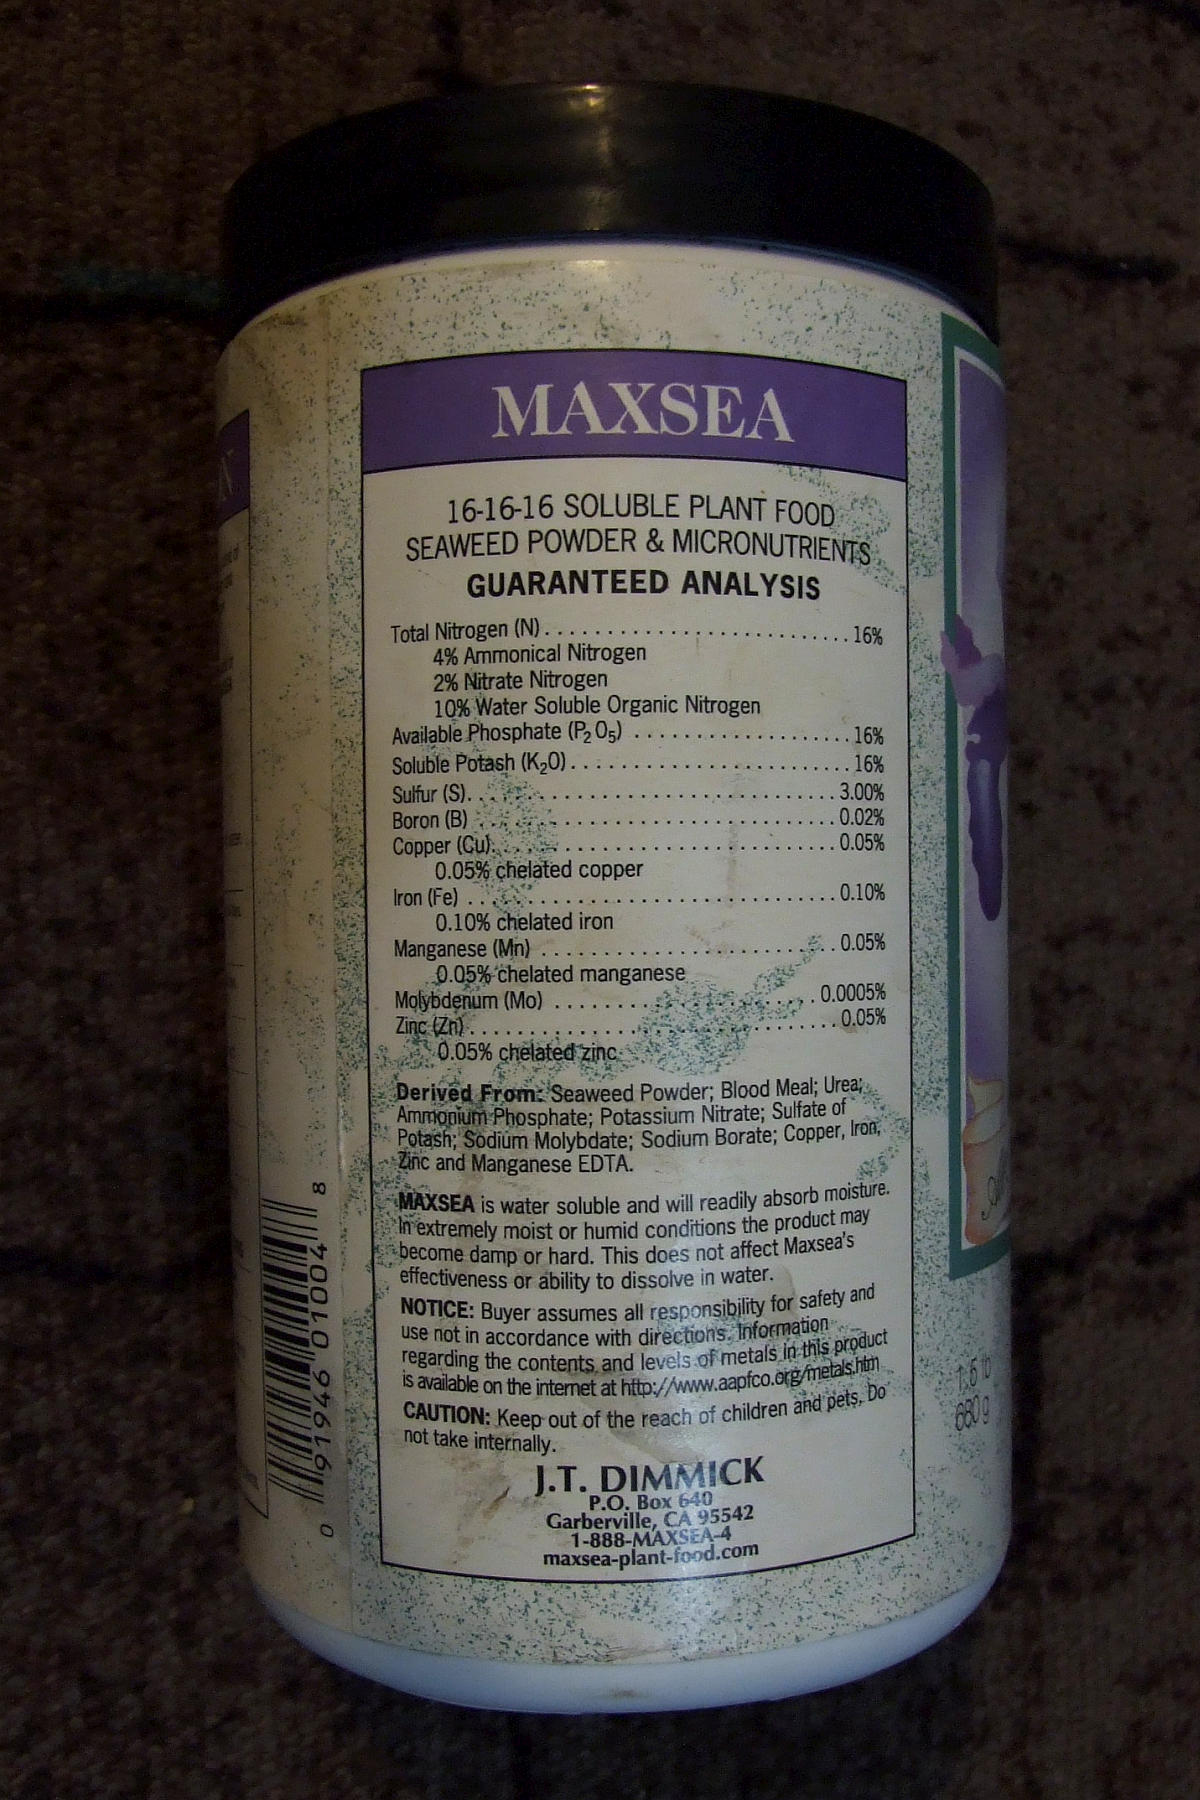 MAXSEA
16-16-16 SOLUBLE PLANT FOOD
SEAWEED POWDER & MICRONUTRIENTS
GUARANTEED ANALYSIS
Total Nitrogen (N) . . . . . . . . . . . . . . . . . . . . . . . . . 16%
4% Ammonical Nitrogen
2% Nitrate Nitrogen
10% Water Soluble Organic Nitrogen
Available Phosphate (P₂O₅) . . . . . . . . . . . . . . . . . . 16%
Soluble Potash (K₂O) . . . . . . . . . . . . . . . . . . . . . . . 16%
Sulfur (S) . . . . . . . . . . . . . . . . . . . . . . . . . . . . . . 3.00%
Boron (B) . . . . . . . . . . . . . . . . . . . . . . . . . . . . . 0.02%
Copper (Cu) . . . . . . . . . . . . . . . . . . . . . . . . . . . . 0.05%
0.05% chelated copper
Iron (Fe) . . . . . . . . . . . . . . . . . . . . . . . . . . . . . . 0.10%
0.10% chelated iron
Manganese (Mn) . . . . . . . . . . . . . . . . . . . . . . . . 0.05%
0.05% chelated manganese
Molybdenum (Mo) . . . . . . . . . . . . . . . . . . . . . 0.0005%
Zinc (Zn) . . . . . . . . . . . . . . . . . . . . . . . . . . . . . . 0.05%
0.05% chelated zinc
Derived From: Seaweed Powder; Blood Meal; Urea;
Ammonium Phosphate; Potassium Nitrate; Sulfate of
Potash; Sodium Molybdate; Sodium Borate; Copper, Iron,
Zinc and Manganese EDTA.
MAXSEA is water soluble and will readily absorb moisture.
In extremely moist or humid conditions the product may
become damp or hard. This does not affect Maxsea's
effectiveness or ability to dissolve in water.
NOTICE: Buyer assumes all responsibility for safety and
use not in accordance with directions. Information
regarding the contents and levels of metals in this product
is available on the internet at http://www.aapfco.org/metals.htm
CAUTION: Keep out of the reach of children and pets. Do
not take internally.
J.T. DIMMICK
P.O. Box 640
Garberville, CA 95542
1-888-MAXSEA-4
maxsea-plant-food.com
0 91946 01004 8
1.5 lb
680 g